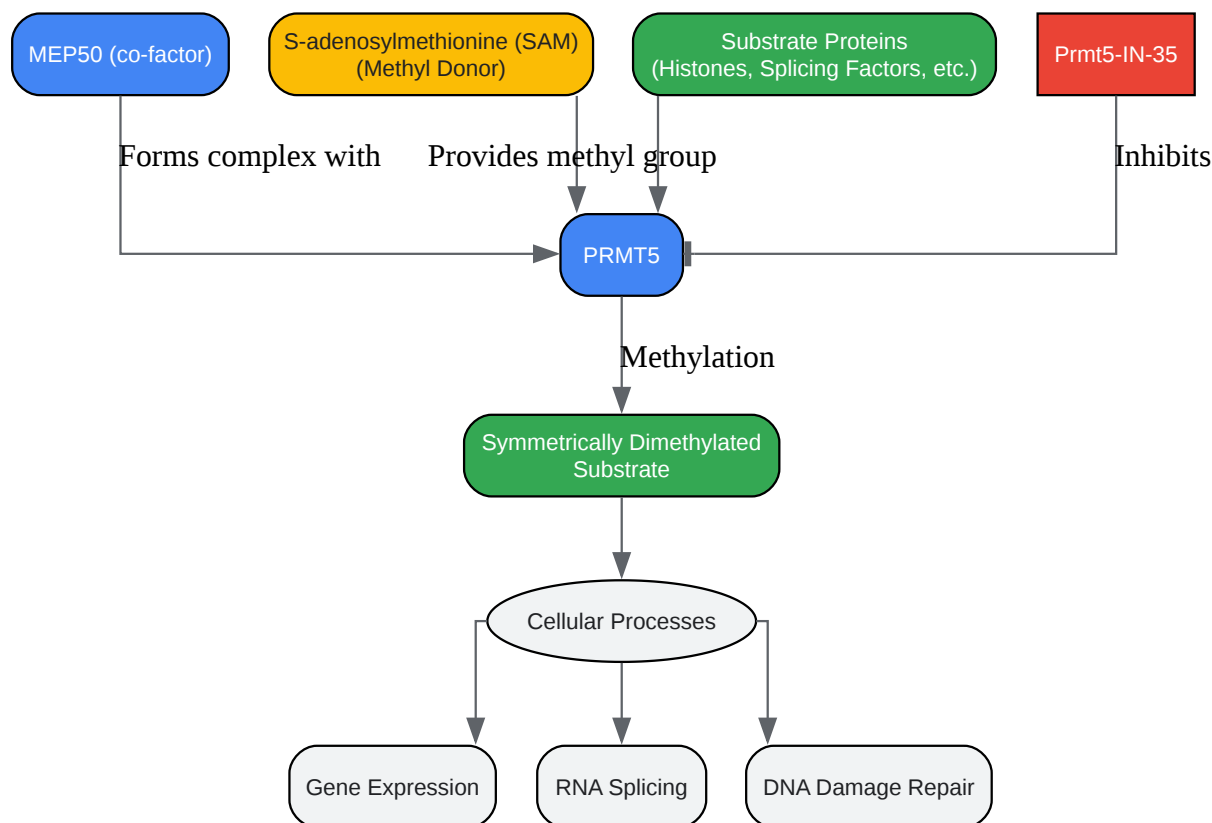 MEP50 (co-factor)
S-adenosylmethionine (SAM)
(Methyl Donor)
Substrate Proteins
(Histones, Splicing Factors, etc.)
Prmt5-IN-35
Forms complex with
Provides methyl group
Inhibits
PRMT5
Methylation
Symmetrically Dimethylated
Substrate
Cellular Processes
Gene Expression
RNA Splicing
DNA Damage Repair